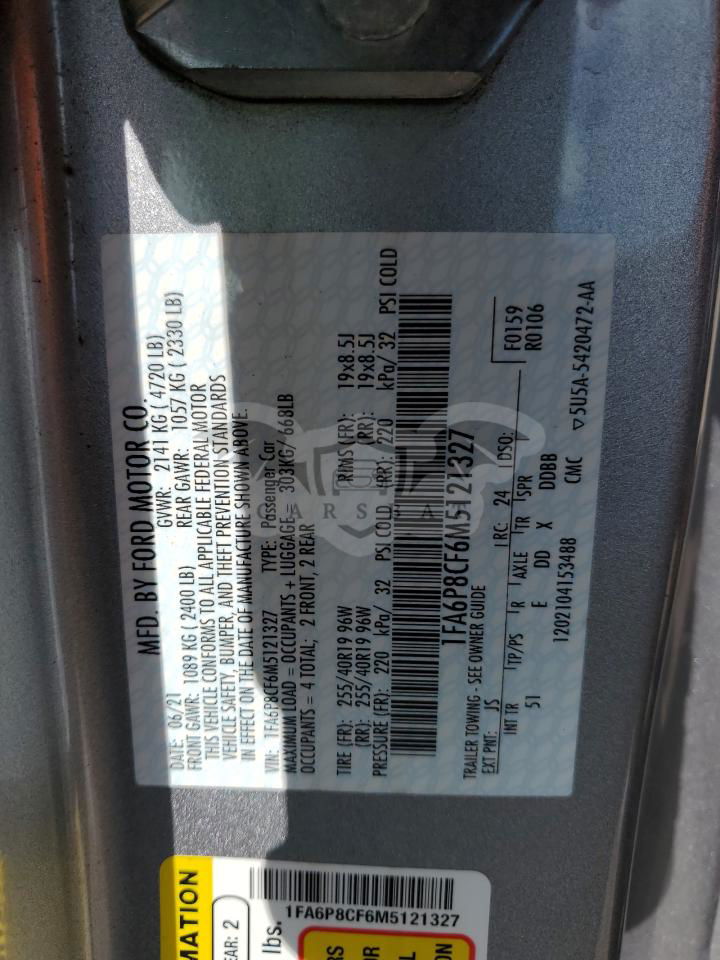 MFD. BY FORD MOTOR CO.
DATE: 06/21 GVWR: 2141 KG ( 4720 LB)
FRONT GAWR: 1089 KG ( 2400 LB) REAR GAWR: 1057 KG ( 2330 LB)
THIS VEHICLE CONFORMS TO ALL APPLICABLE FEDERAL MOTOR
VEHICLE SAFETY, BUMPER, AND THEFT PREVENTION STANDARDS
IN EFFECT ON THE DATE OF MANUFACTURE SHOWN ABOVE.
VIN: 1FA6P8CF6M5121327 TYPE: Passenger Car
MAXIMUM LOAD = OCCUPANTS + LUGGAGE = 303KG/ 668LB
OCCUPANTS = 4 TOTAL; 2 FRONT, 2 REAR
TIRE (FR): 255/40R19 96W RIMS (FR): 19x8.5J
(RR): 255/40R19 96W (RR): 19x8.5J
PRESSURE (FR): 220 kPa/ 32 PSI COLD (RR): 220 kPa/ 32 PSI COLD
1FA6P8CF6M5121327
TRAILER TOWING - SEE OWNER GUIDE
EXT PNT: JS RC: 24 DSO: F0159
R0106
INT TR TP/PS R AXLE TR SPR
51 E DD X DDBB
1202104153488 CMC ▽5U5A-5420472-AA
CARS
MATION
EAR: 2
lbs.
1FA6P8CF6M5121327